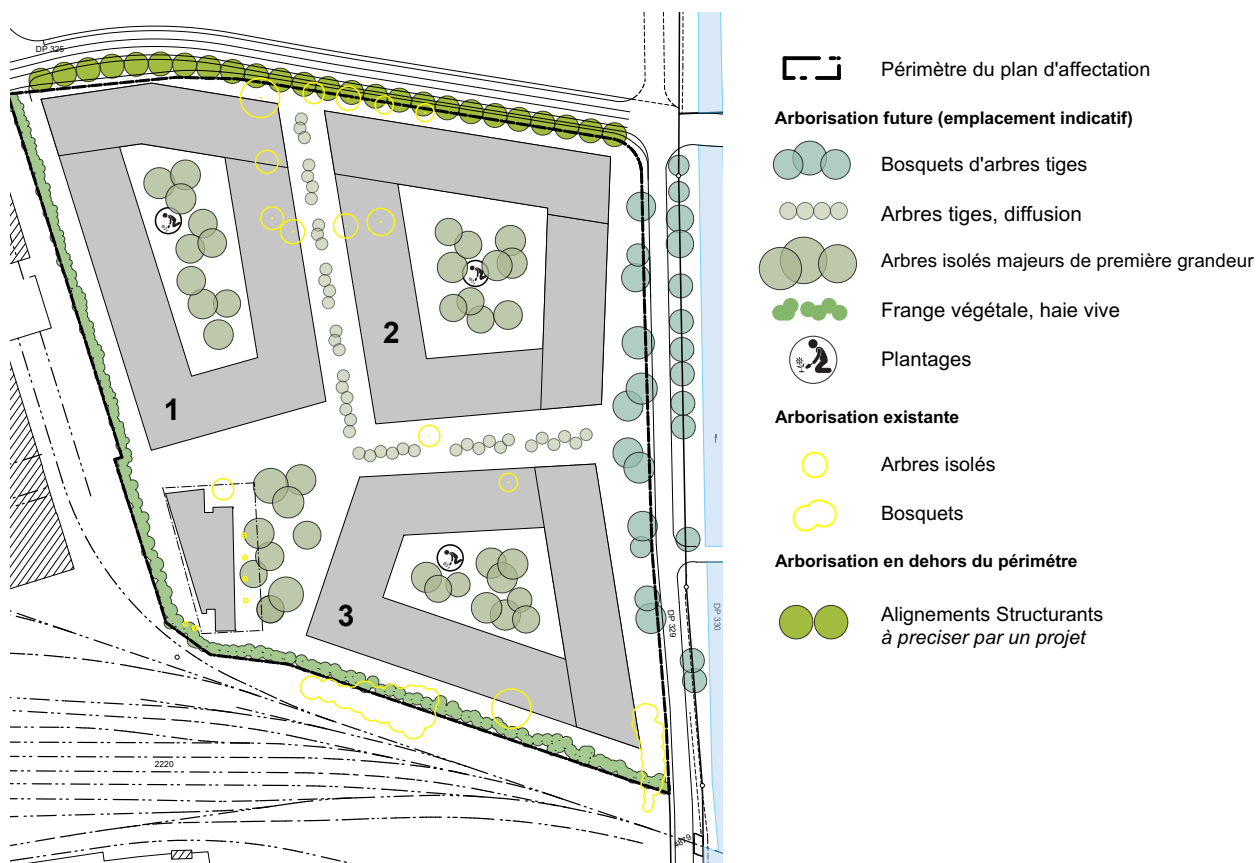 DP 325
1
2
3
DP 329
DP 330
2220
4879
Périmètre du plan d'affectation
Arborisation future (emplacement indicatif)
Bosquets d'arbres tiges
Arbres tiges, diffusion
Arbres isolés majeurs de première grandeur
Frange végétale, haie vive
Plantages
Arborisation existante
Arbres isolés
Bosquets
Arborisation en dehors du périmétre
Alignements Structurants
à preciser par un projet